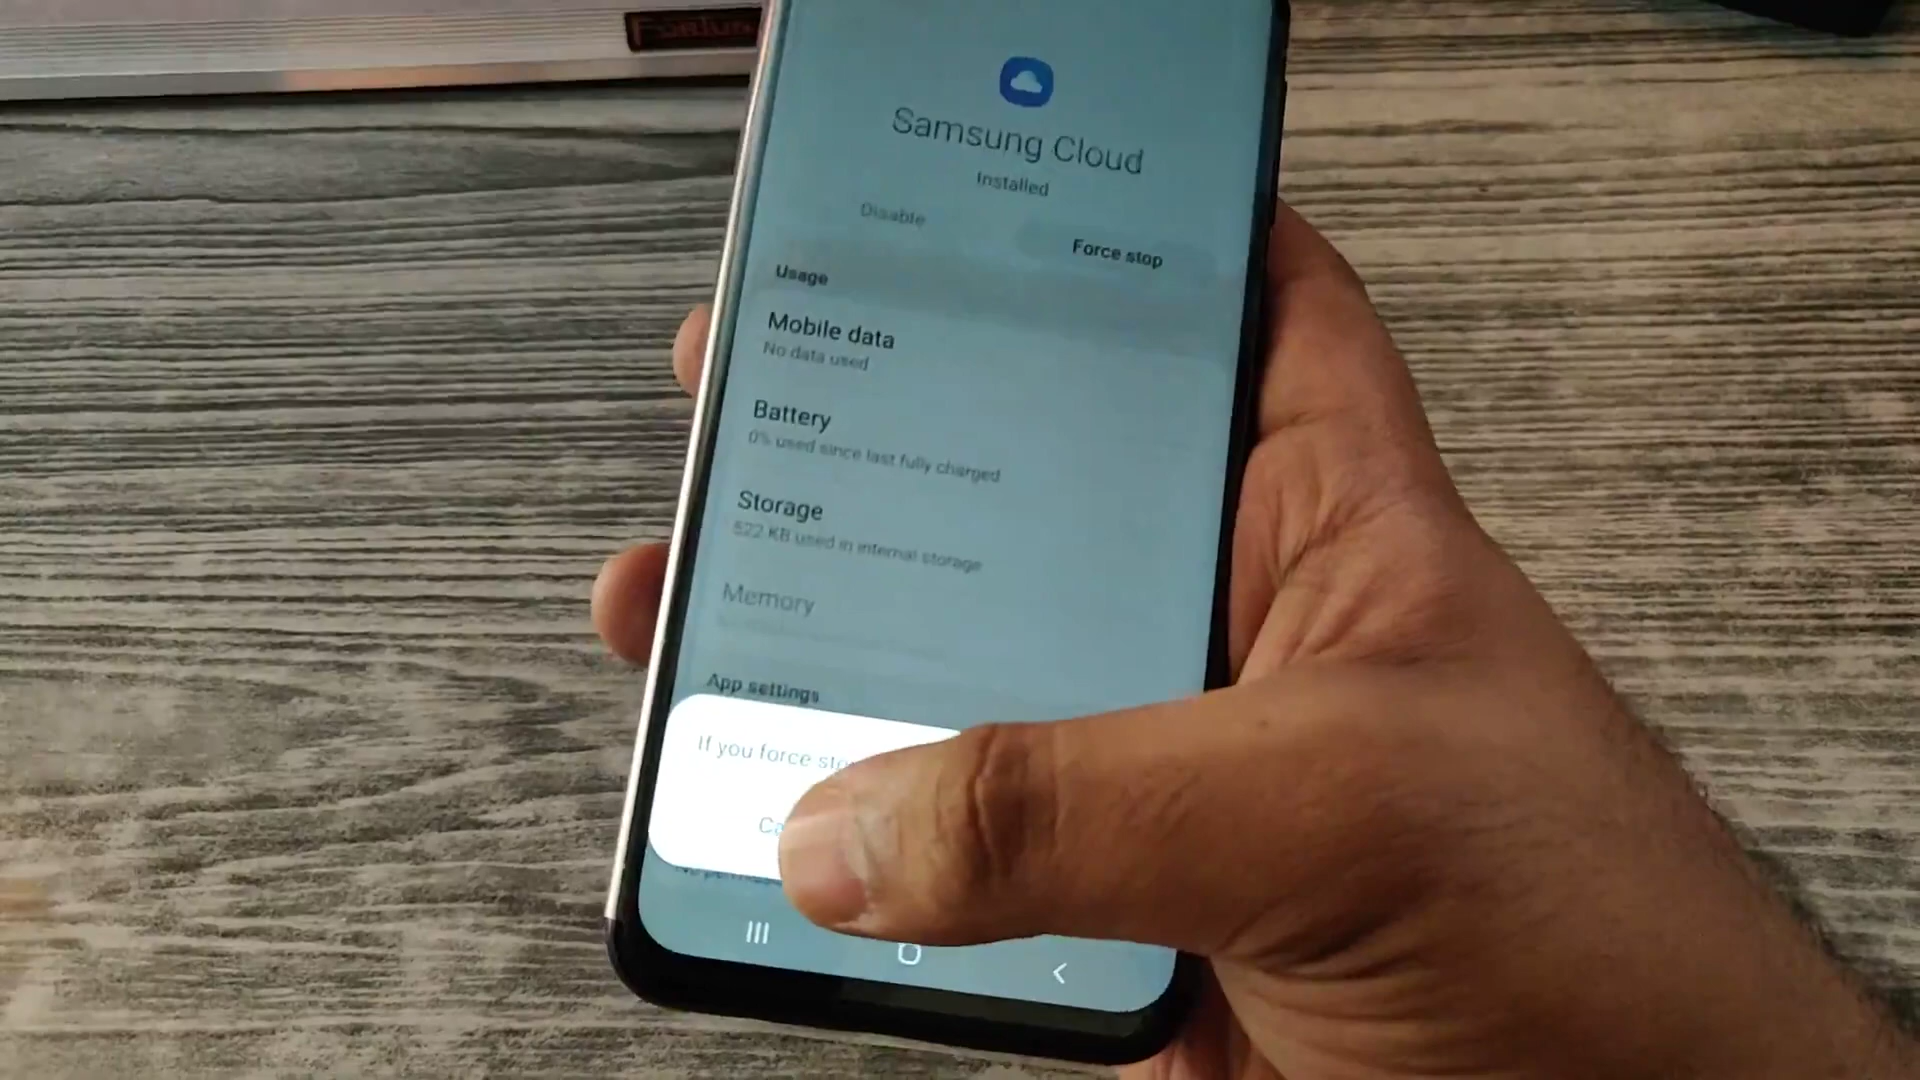 Samsung Cloud
Installed
Disable
Force stop
Usage
Mobile data
No data used
Battery
0% used since last fully charged
Storage
522 KB used in internal storage
Memory
App settings
If you force sto
Ca